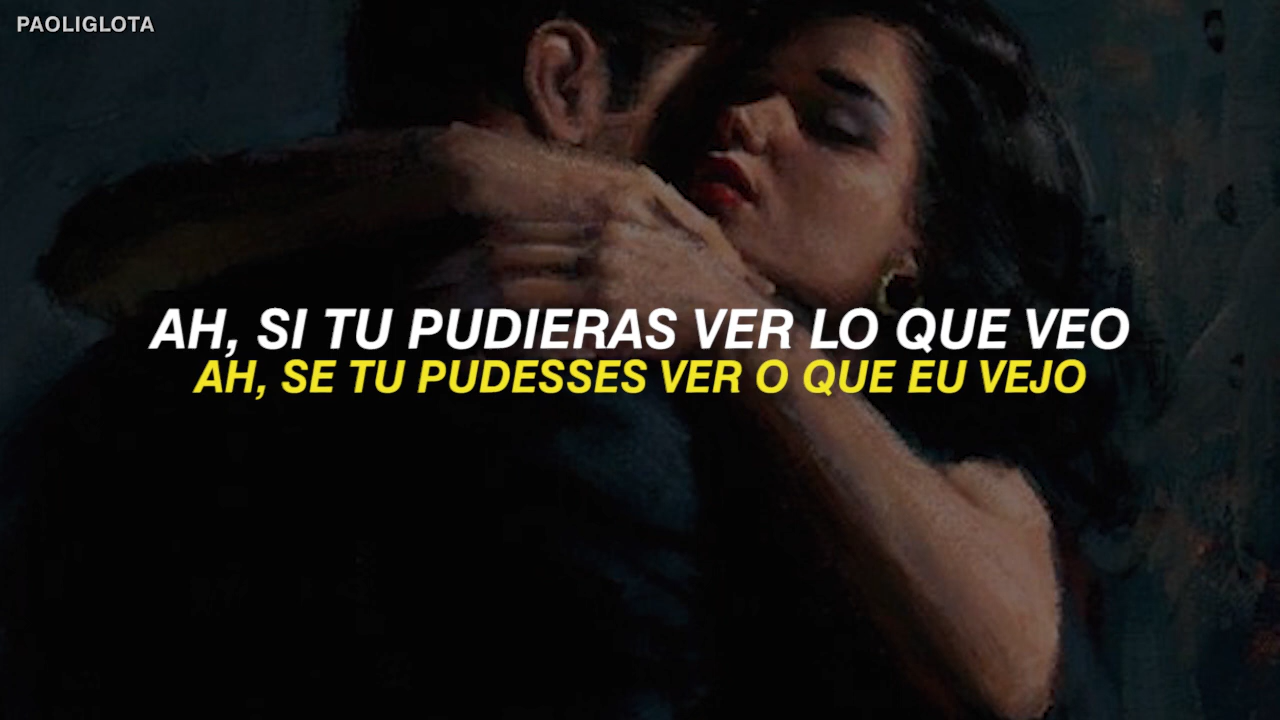 PAOLIGLOTA
AH, SI TU PUDIERAS VER LO QUE VEO
AH, SE TU PUDESSES VER O QUE EU VEJO